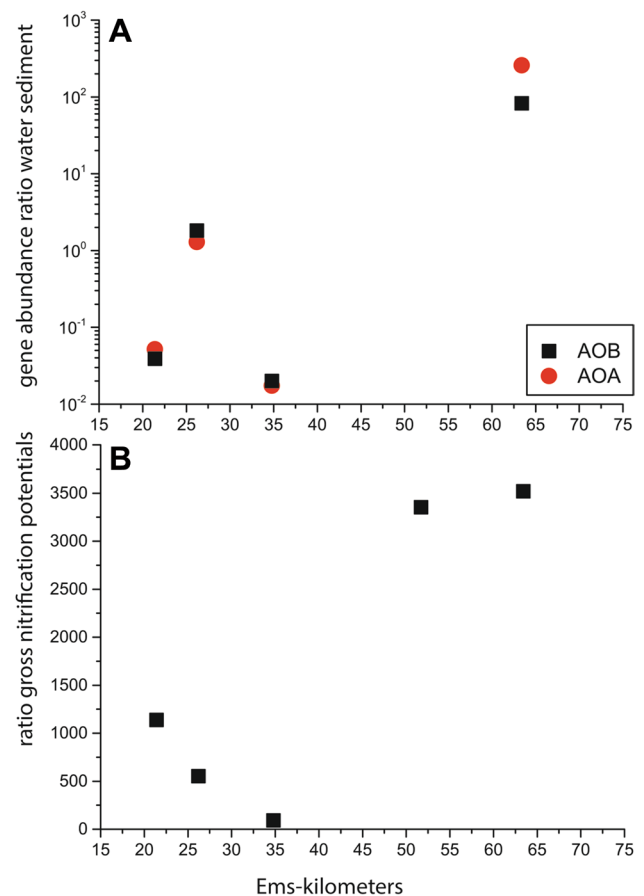 A
gene abundance ratio water sediment
10³
10²
10¹
10⁰
10⁻¹
10⁻²
AOB
AOA
15 20 25 30 35 40 45 50 55 60 65 70 75
B
ratio gross nitrification potentials
4000
3500
3000
2500
2000
1500
1000
500
0
15 20 25 30 35 40 45 50 55 60 65 70 75
Ems-kilometers